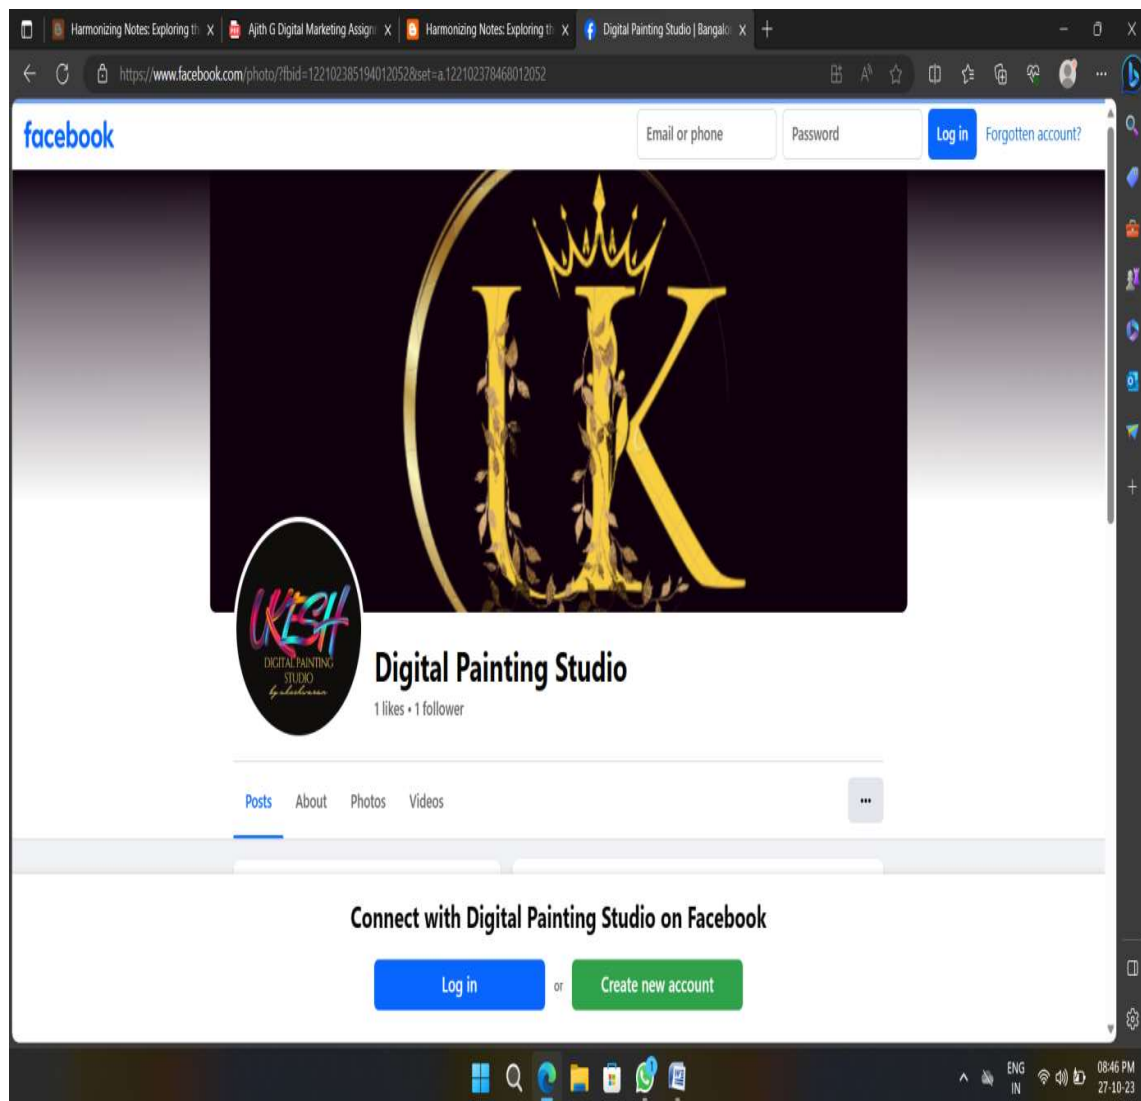 Harmonizing Notes: Exploring th
Ajith G Digital Marketing Assign
Harmonizing Notes: Exploring th
Digital Painting Studio | Bangalo
https://www.facebook.com/photo/?fbid=122102385194012052&set=a.122102378468012052
facebook
Email or phone
Password
Log in
Forgotten account?
UK
UKESH
DIGITAL PAINTING
STUDIO
Digital Painting Studio
1 likes • 1 follower
Posts
About
Photos
Videos
Connect with Digital Painting Studio on Facebook
Log in
or
Create new account
ENG
IN
08:46 PM
27-10-23